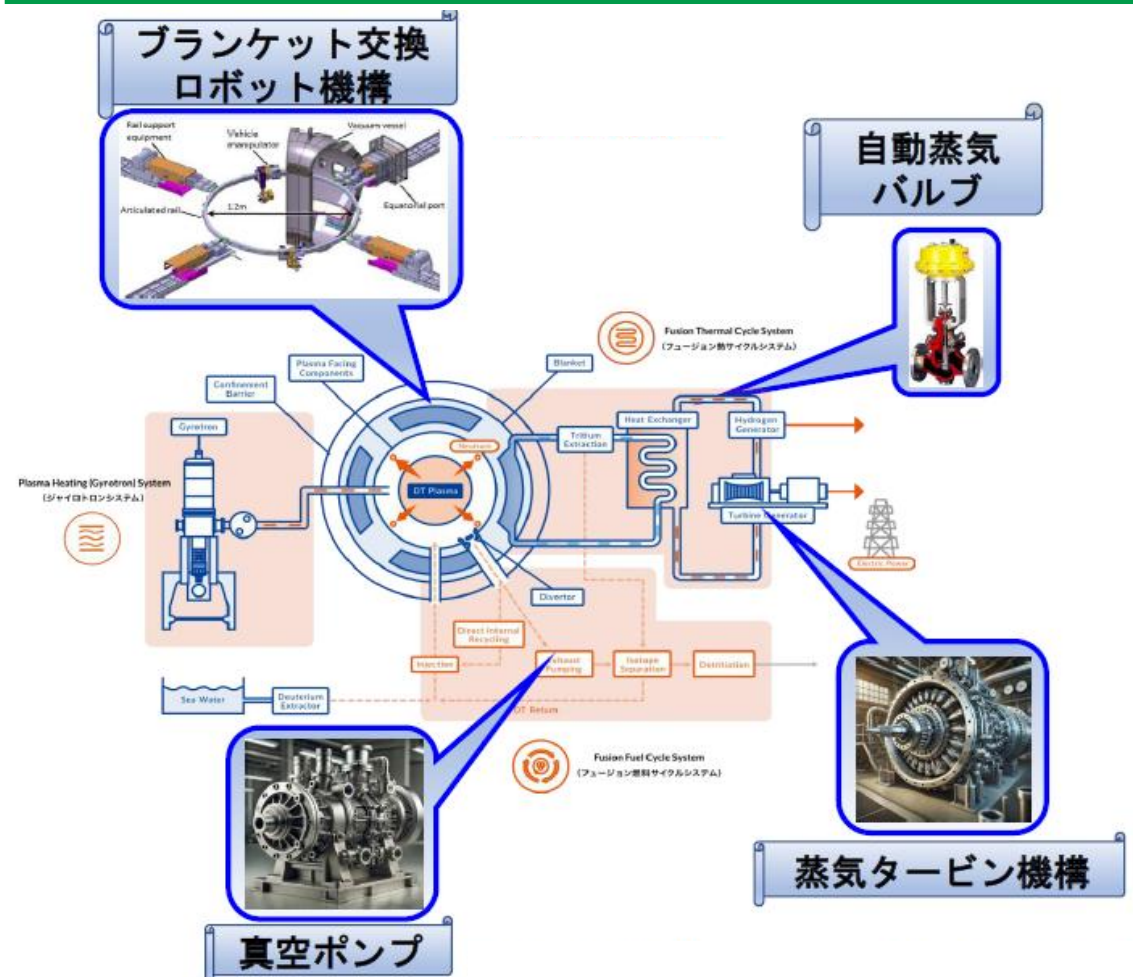 ブランケット交換
ロボット機構
Rail support
equipment
Vehicle
manipulator
Vacuum vessel
Articulated rail
12m
Equatorial port
自動蒸気
バルブ
Fusion Thermal Cycle System
(フュージョン熱サイクルシステム)
Plasma Facing
Components
Blanket
Confinement
Barrier
Gyrotron
Heat Exchanger
Hydrogen
Generator
Tritium
Extraction
Neutrons
Plasma Heating (Gyrotron) System
(ジャイロトロンシステム)
DT Plasma
Turbine Generator
Electric Power
Divertor
Direct Internal
Recycling
Injection
Exhaust
Pumping
Isotope
Separation
Detritiation
Sea Water
Deuterium
Extractor
DT Return
Fusion Fuel Cycle System
(フュージョン燃料サイクルシステム)
蒸気タービン機構
真空ポンプ